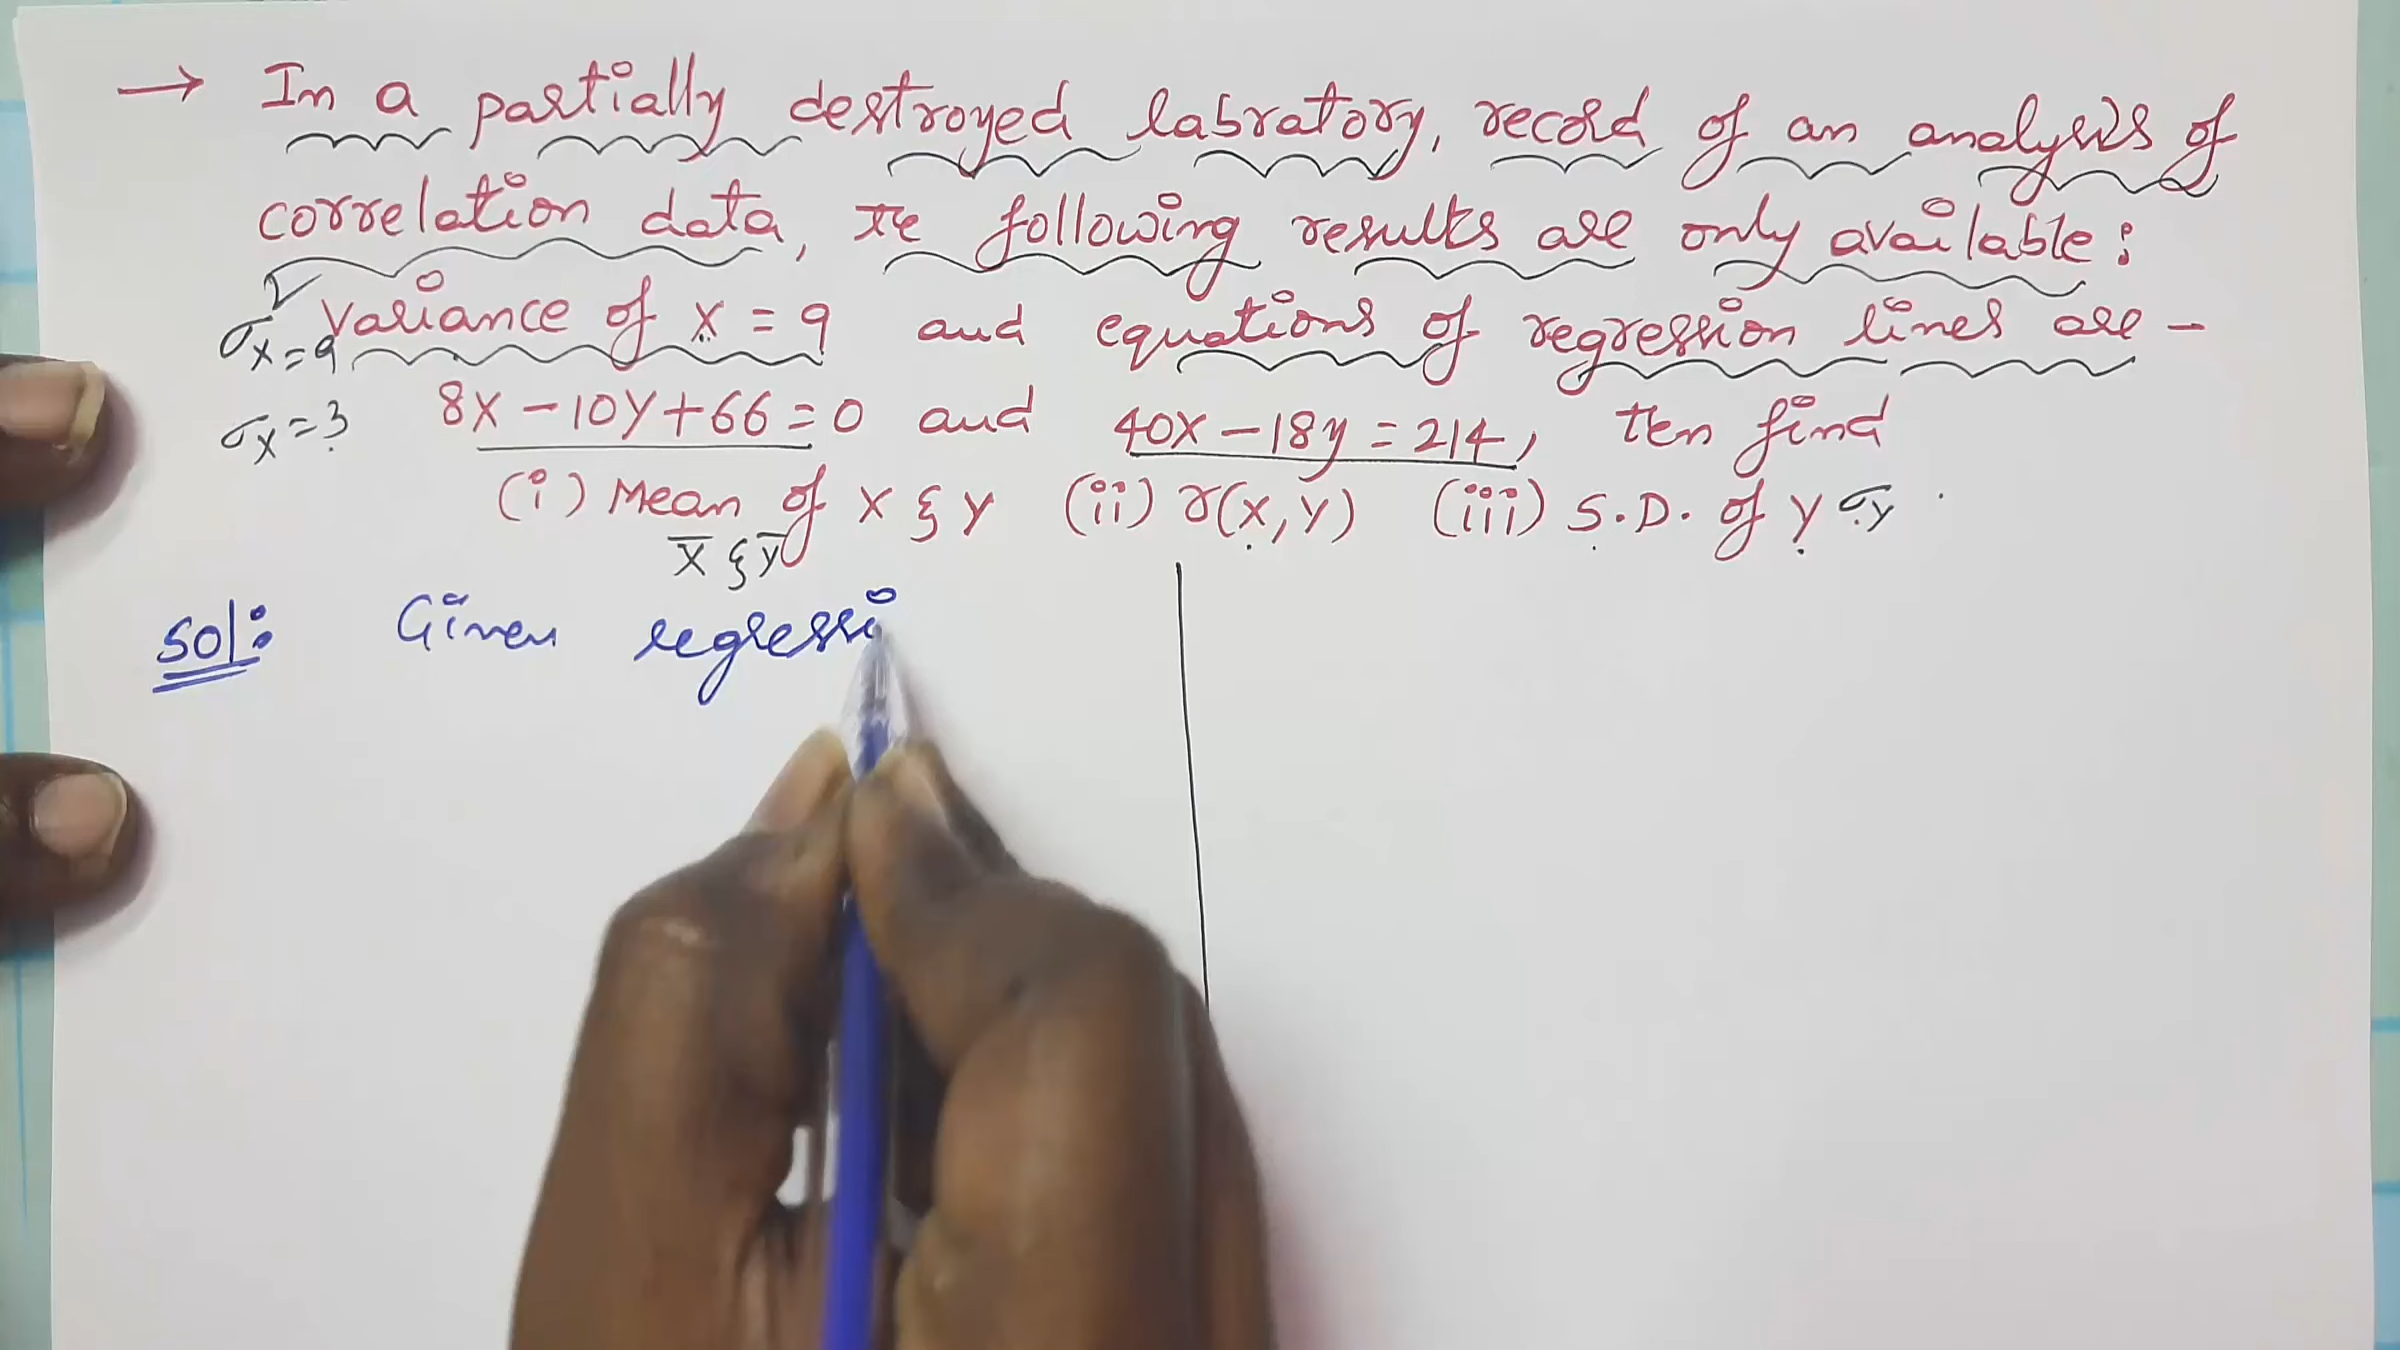 → In a partially destroyed labratory, record of an analysis of
correlation data, the following results are only available:
Variance of X = 9 and equations of regression lines are -
σx² = 9
8X - 10Y + 66 = 0 and 40X - 18y = 214, then find
σx = 3
(i) Mean of X & Y (ii) r(X, Y) (iii) S.D. of Y σy
X̄ & Ȳ
Sol: Given regressi